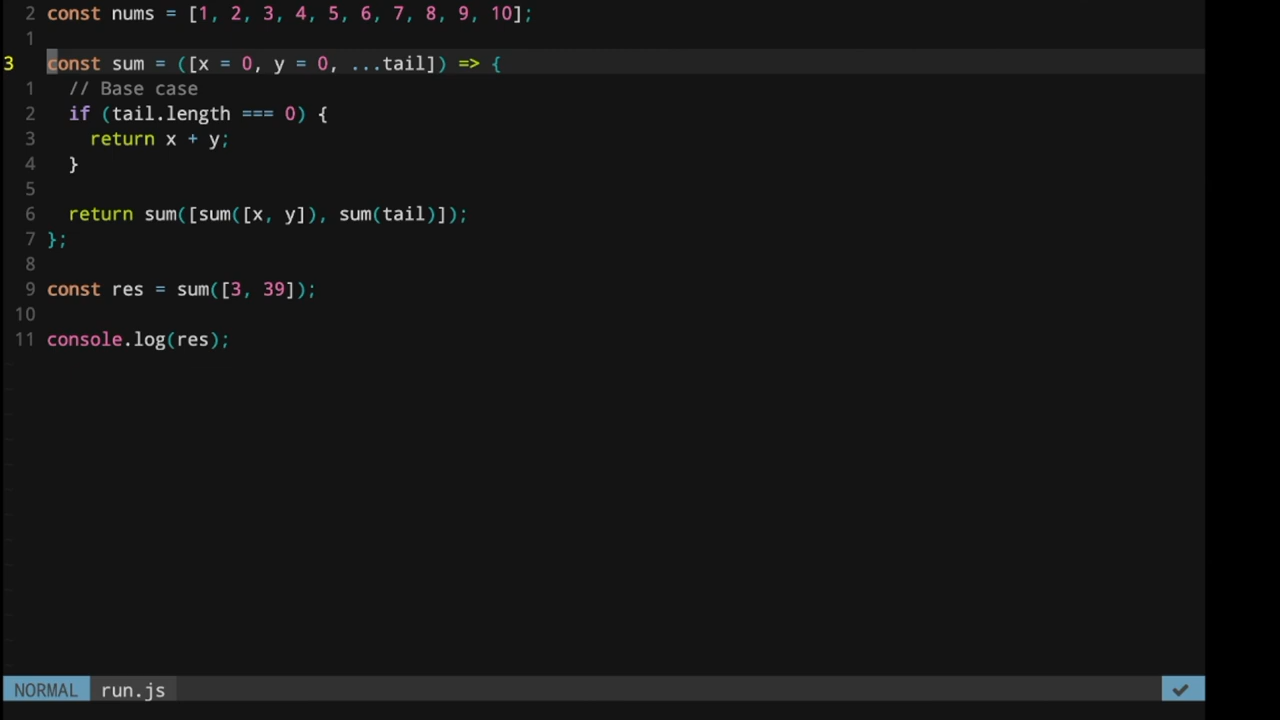 2 const nums = [1, 2, 3, 4, 5, 6, 7, 8, 9, 10];
1
3 const sum = ([x = 0, y = 0, ...tail]) => {
1   // Base case
2   if (tail.length === 0) {
3     return x + y;
4   }
5
6   return sum([sum([x, y]), sum(tail)]);
7 };
8
9 const res = sum([3, 39]);
10
11 console.log(res);
NORMAL run.js